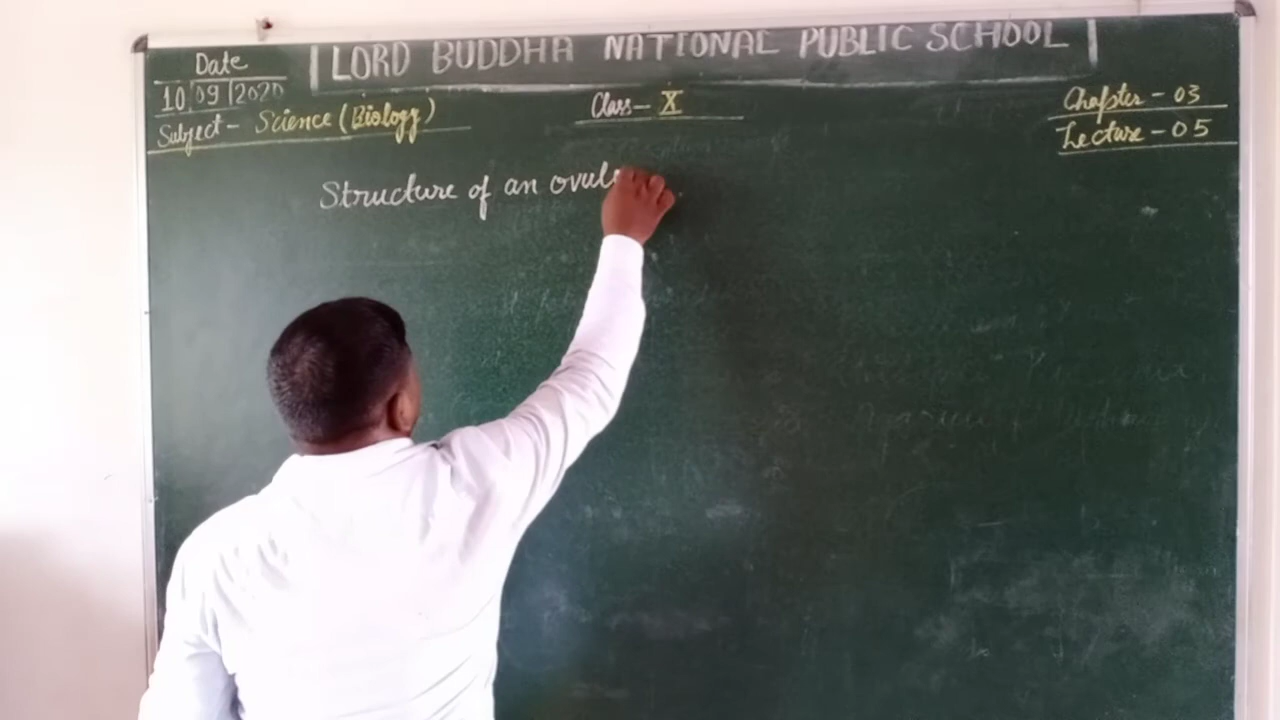 LORD BUDDHA NATIONAL PUBLIC SCHOOL
Date
10/09/2020
Subject- Science (Biology)
Class- X
Chapter - 03
Lecture - 05
Structure of an ovule